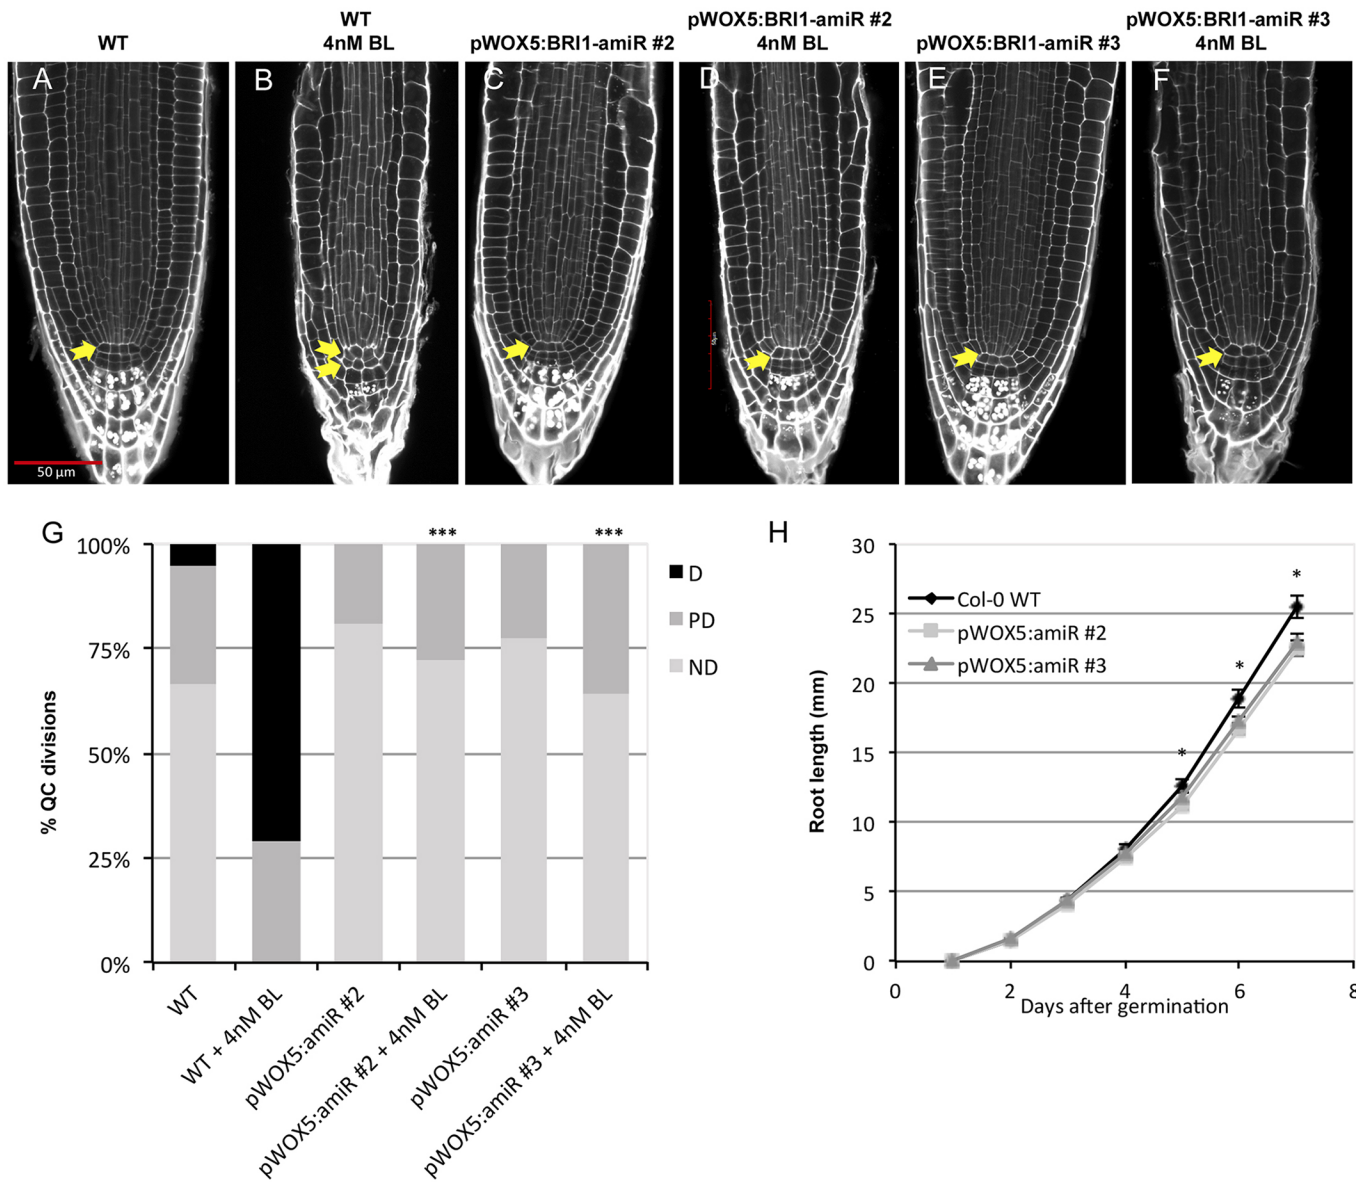 WT
WT
4nM BL
pWOX5:BRI1-amiR #2
pWOX5:BRI1-amiR #2
4nM BL
pWOX5:BRI1-amiR #3
pWOX5:BRI1-amiR #3
4nM BL
A
B
C
D
E
F
50 µm
50µm
G
100%
75%
50%
25%
0%
% QC divisions
***
***
D
PD
ND
WT
WT + 4nM BL
pWOX5:amiR #2
pWOX5:amiR #2 + 4nM BL
pWOX5:amiR #3
pWOX5:amiR #3 + 4nM BL
H
30
25
20
15
10
5
0
Root length (mm)
Col-0 WT
pWOX5:amiR #2
pWOX5:amiR #3
*
*
*
0
2
4
6
8
Days after germination